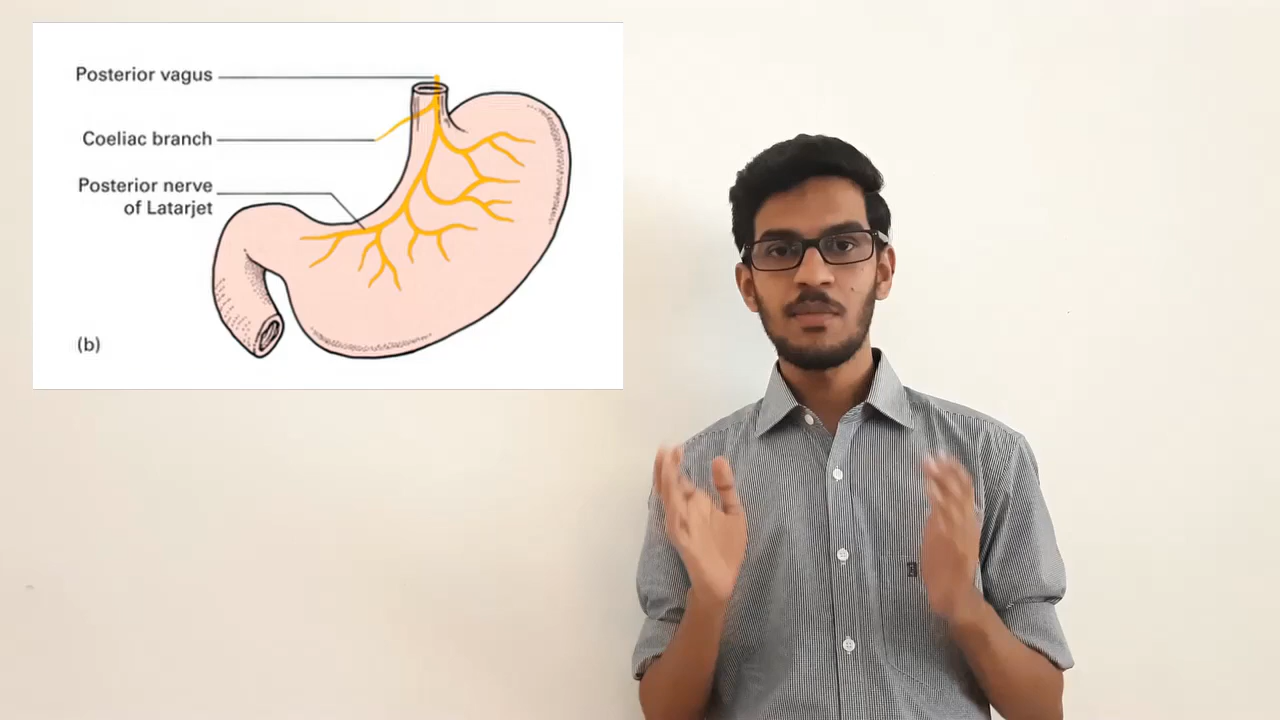 Posterior vagus
Coeliac branch
Posterior nerve
of Latarjet
(b)